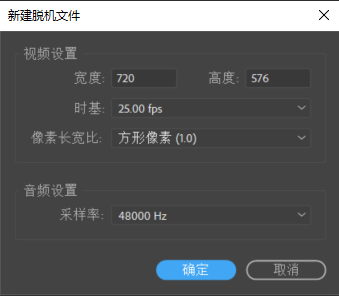 新建脱机文件
视频设置
宽度: 720 高度: 576
时基: 25.00 fps
像素长宽比: 方形像素 (1.0)
音频设置
采样率: 48000 Hz
确定 取消